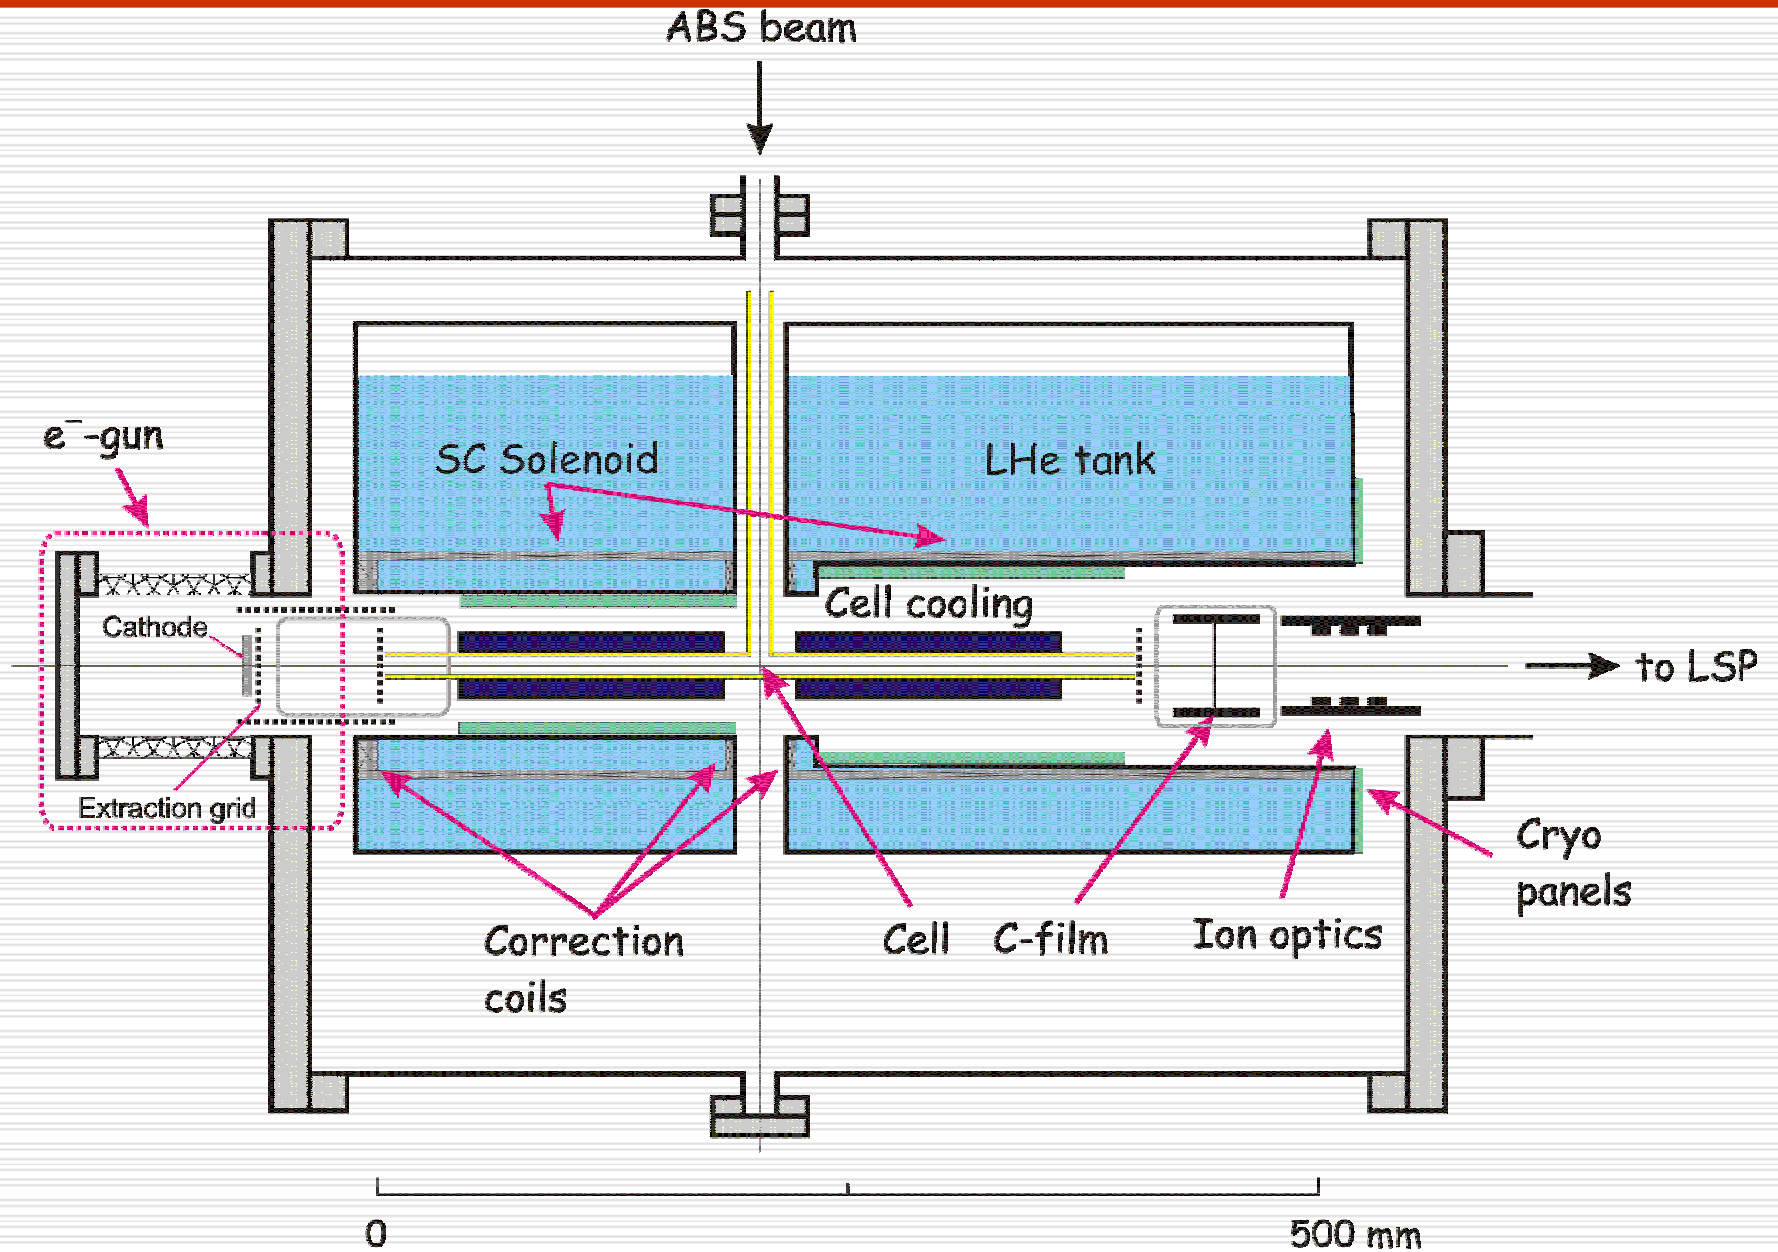 ABS beam
e⁻-gun
SC Solenoid
LHe tank
Cell cooling
Cathode
to LSP
Extraction grid
Cryo
panels
Correction
coils
Cell
C-film
Ion optics
0
500 mm